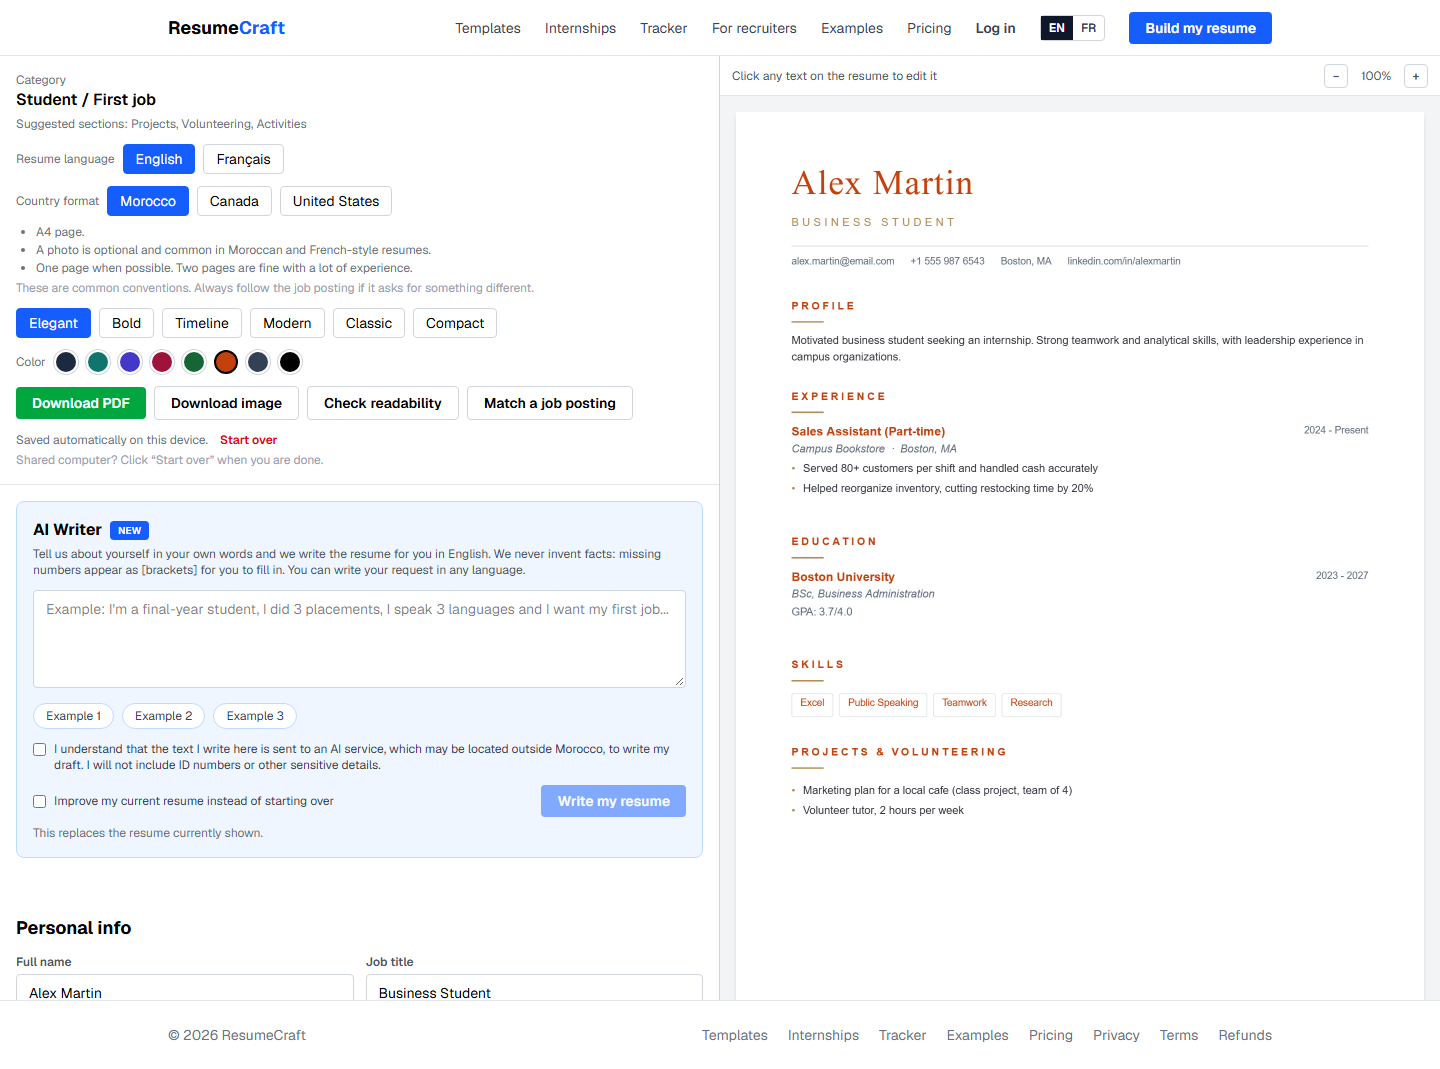 ResumeCraft
Templates Internships Tracker For recruiters Examples Pricing Log in EN FR Build my resume
Category
Student / First job
Suggested sections: Projects, Volunteering, Activities
Resume language English Français
Country format Morocco Canada United States
• A4 page.
• A photo is optional and common in Moroccan and French-style resumes.
• One page when possible. Two pages are fine with a lot of experience.
These are common conventions. Always follow the job posting if it asks for something different.
Elegant Bold Timeline Modern Classic Compact
Color
Download PDF Download image Check readability Match a job posting
Saved automatically on this device. Start over
Shared computer? Click “Start over” when you are done.
AI Writer NEW
Tell us about yourself in your own words and we write the resume for you in English. We never invent facts: missing
numbers appear as [brackets] for you to fill in. You can write your request in any language.
Example: I'm a final-year student, I did 3 placements, I speak 3 languages and I want my first job...
Example 1 Example 2 Example 3
I understand that the text I write here is sent to an AI service, which may be located outside Morocco, to write my
draft. I will not include ID numbers or other sensitive details.
Improve my current resume instead of starting over Write my resume
This replaces the resume currently shown.
Personal info
Full name Job title
Alex Martin Business Student
Click any text on the resume to edit it − 100% +
Alex Martin
BUSINESS STUDENT
alex.martin@email.com +1 555 987 6543 Boston, MA linkedin.com/in/alexmartin
PROFILE
Motivated business student seeking an internship. Strong teamwork and analytical skills, with leadership experience in
campus organizations.
EXPERIENCE
Sales Assistant (Part-time) 2024 - Present
Campus Bookstore · Boston, MA
• Served 80+ customers per shift and handled cash accurately
• Helped reorganize inventory, cutting restocking time by 20%
EDUCATION
Boston University 2023 - 2027
BSc, Business Administration
GPA: 3.7/4.0
SKILLS
Excel Public Speaking Teamwork Research
PROJECTS & VOLUNTEERING
• Marketing plan for a local cafe (class project, team of 4)
• Volunteer tutor, 2 hours per week
© 2026 ResumeCraft
Templates Internships Tracker Examples Pricing Privacy Terms Refunds